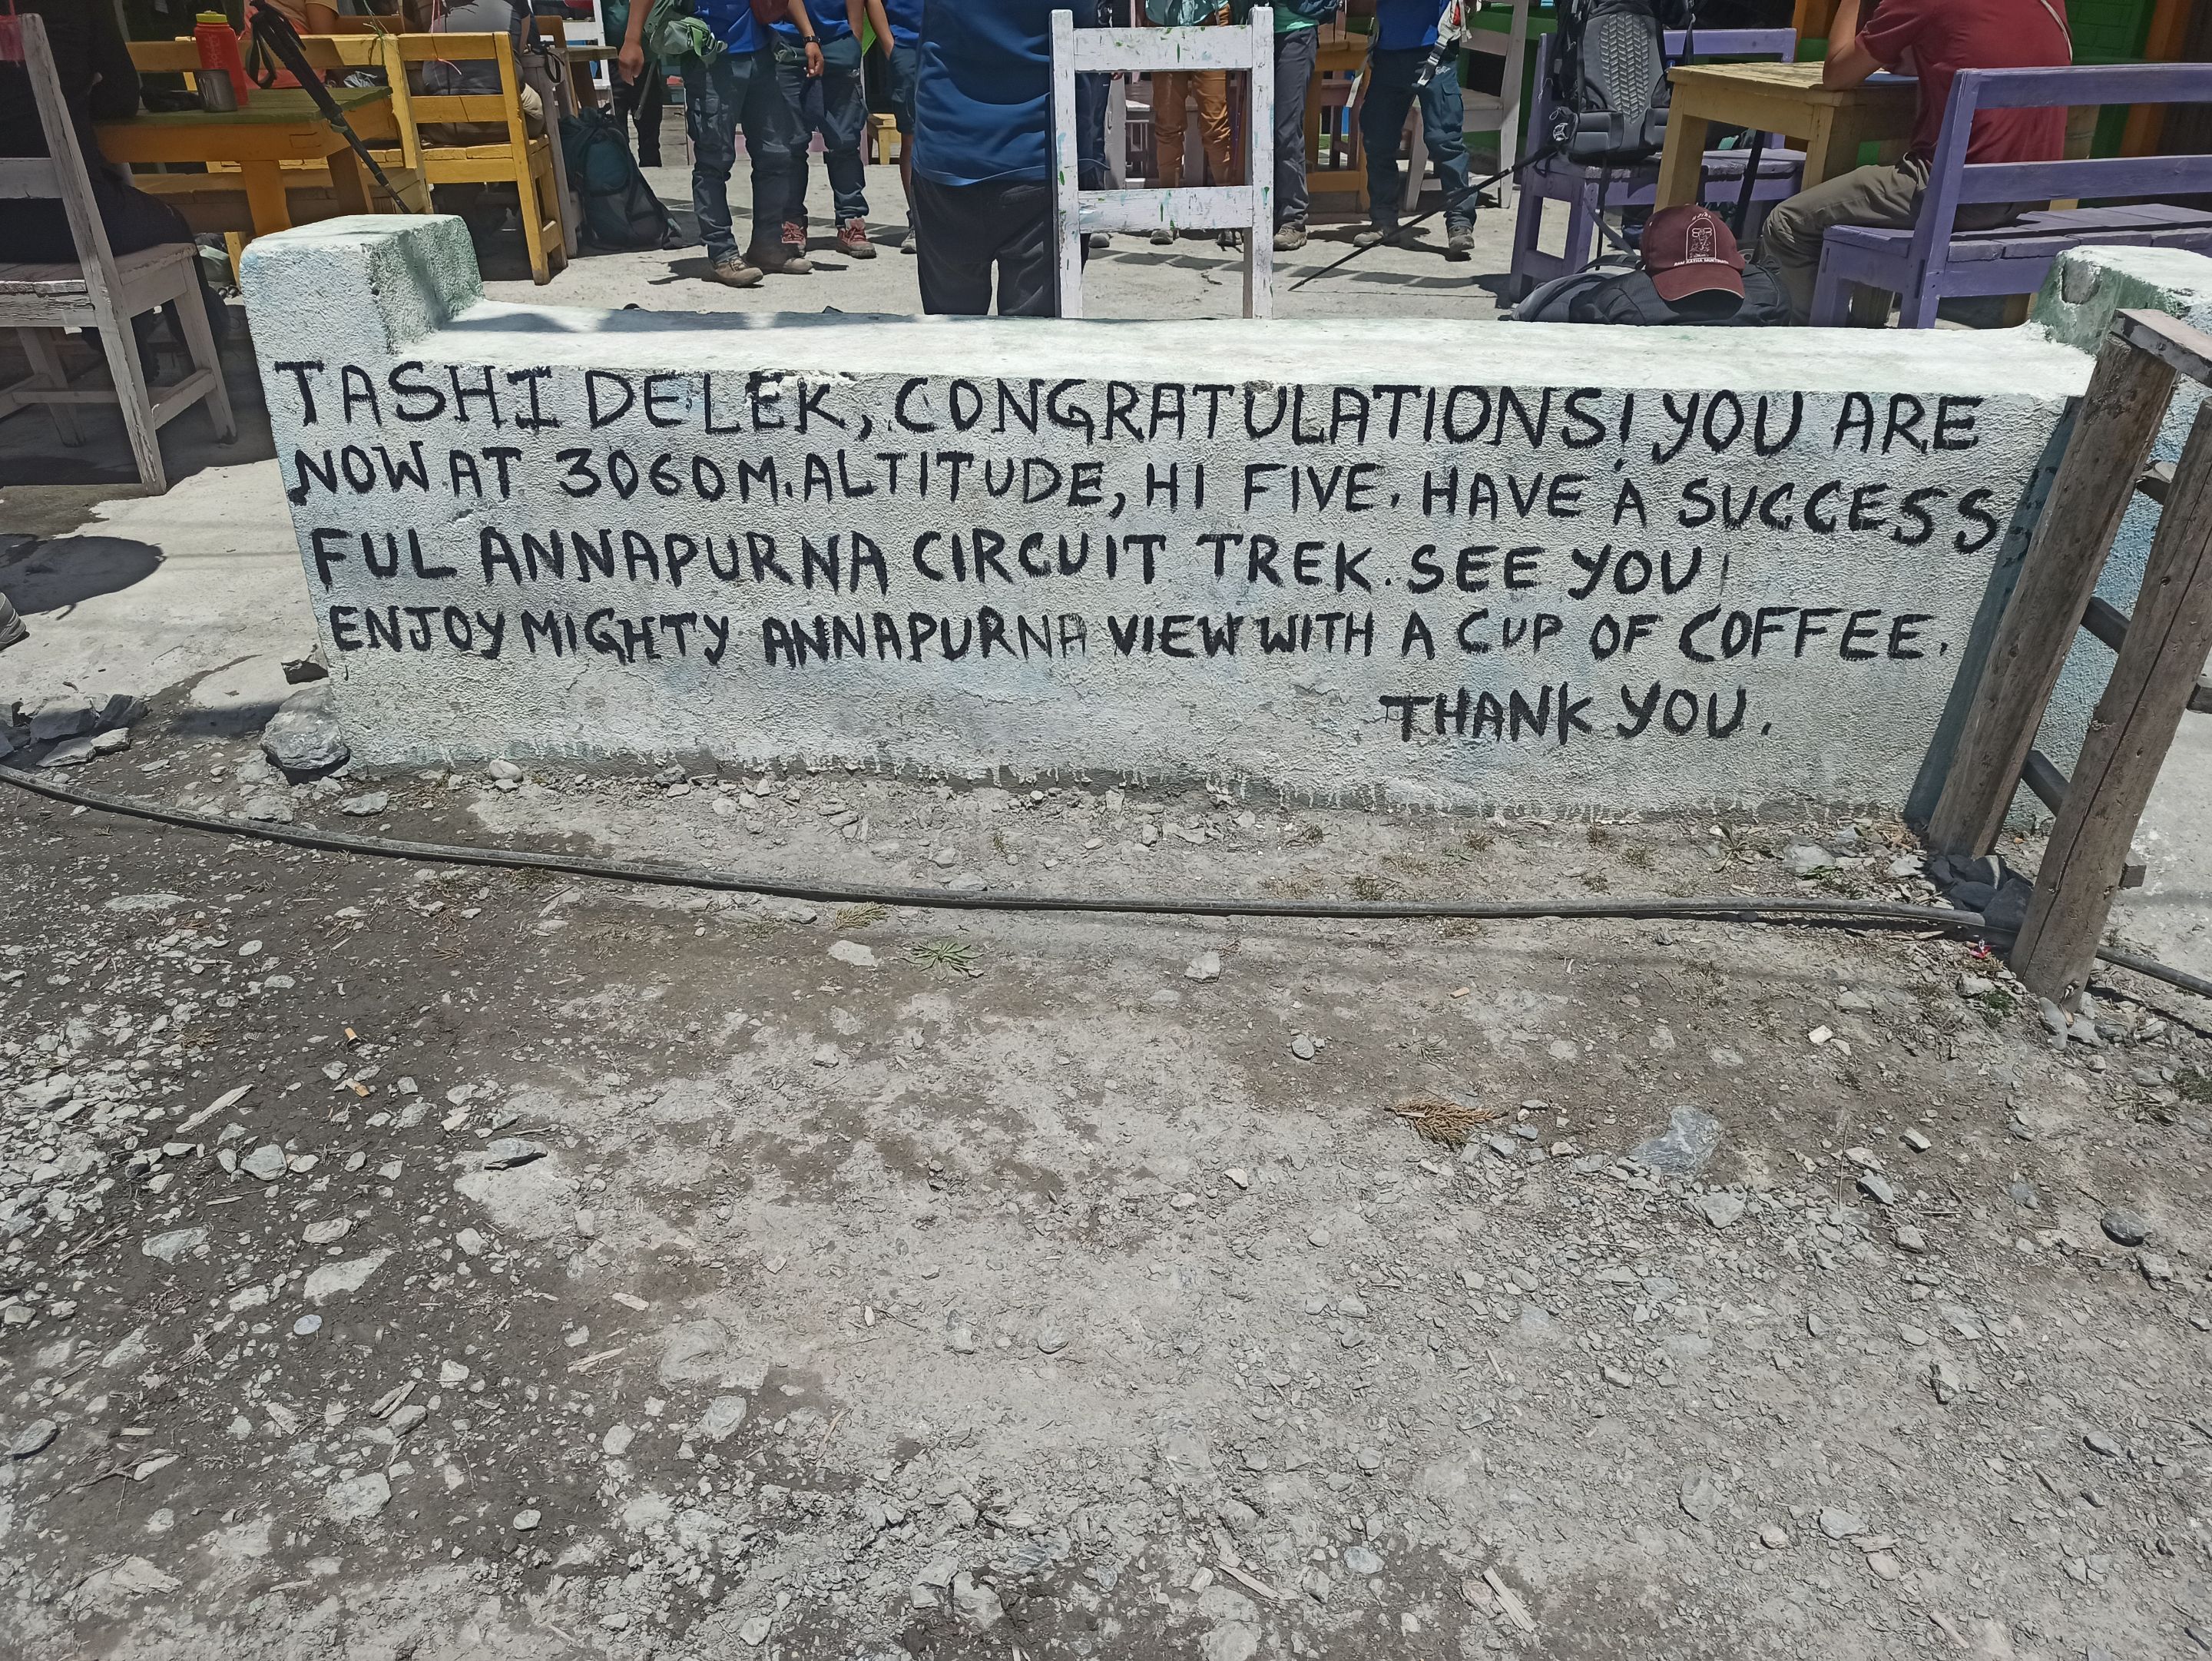 TASHI DELEK, CONGRATULATIONS! YOU ARE
NOW AT 3060M. ALTITUDE, HI FIVE. HAVE A SUCCESS
FUL ANNAPURNA CIRCUIT TREK. SEE YOU!
ENJOY MIGHTY ANNAPURNA VIEW WITH A CUP OF COFFEE.
THANK YOU.